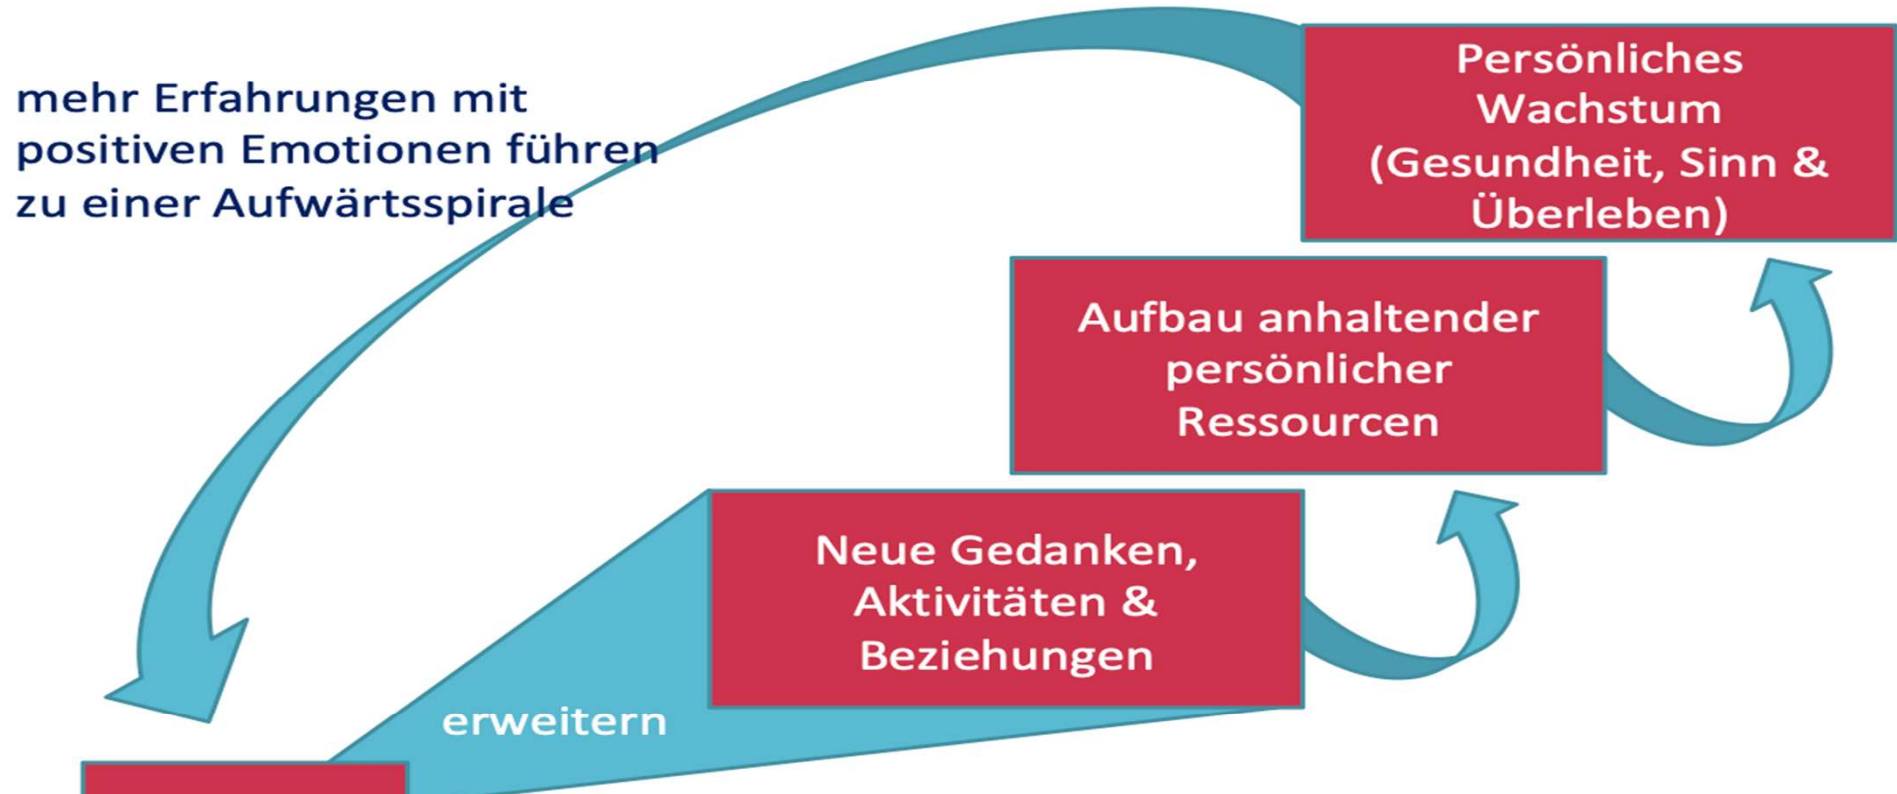 mehr Erfahrungen mit
positiven Emotionen führen
zu einer Aufwärtsspirale
Persönliches
Wachstum
(Gesundheit, Sinn &
Überleben)
Aufbau anhaltender
persönlicher
Ressourcen
Neue Gedanken,
Aktivitäten &
Beziehungen
erweitern